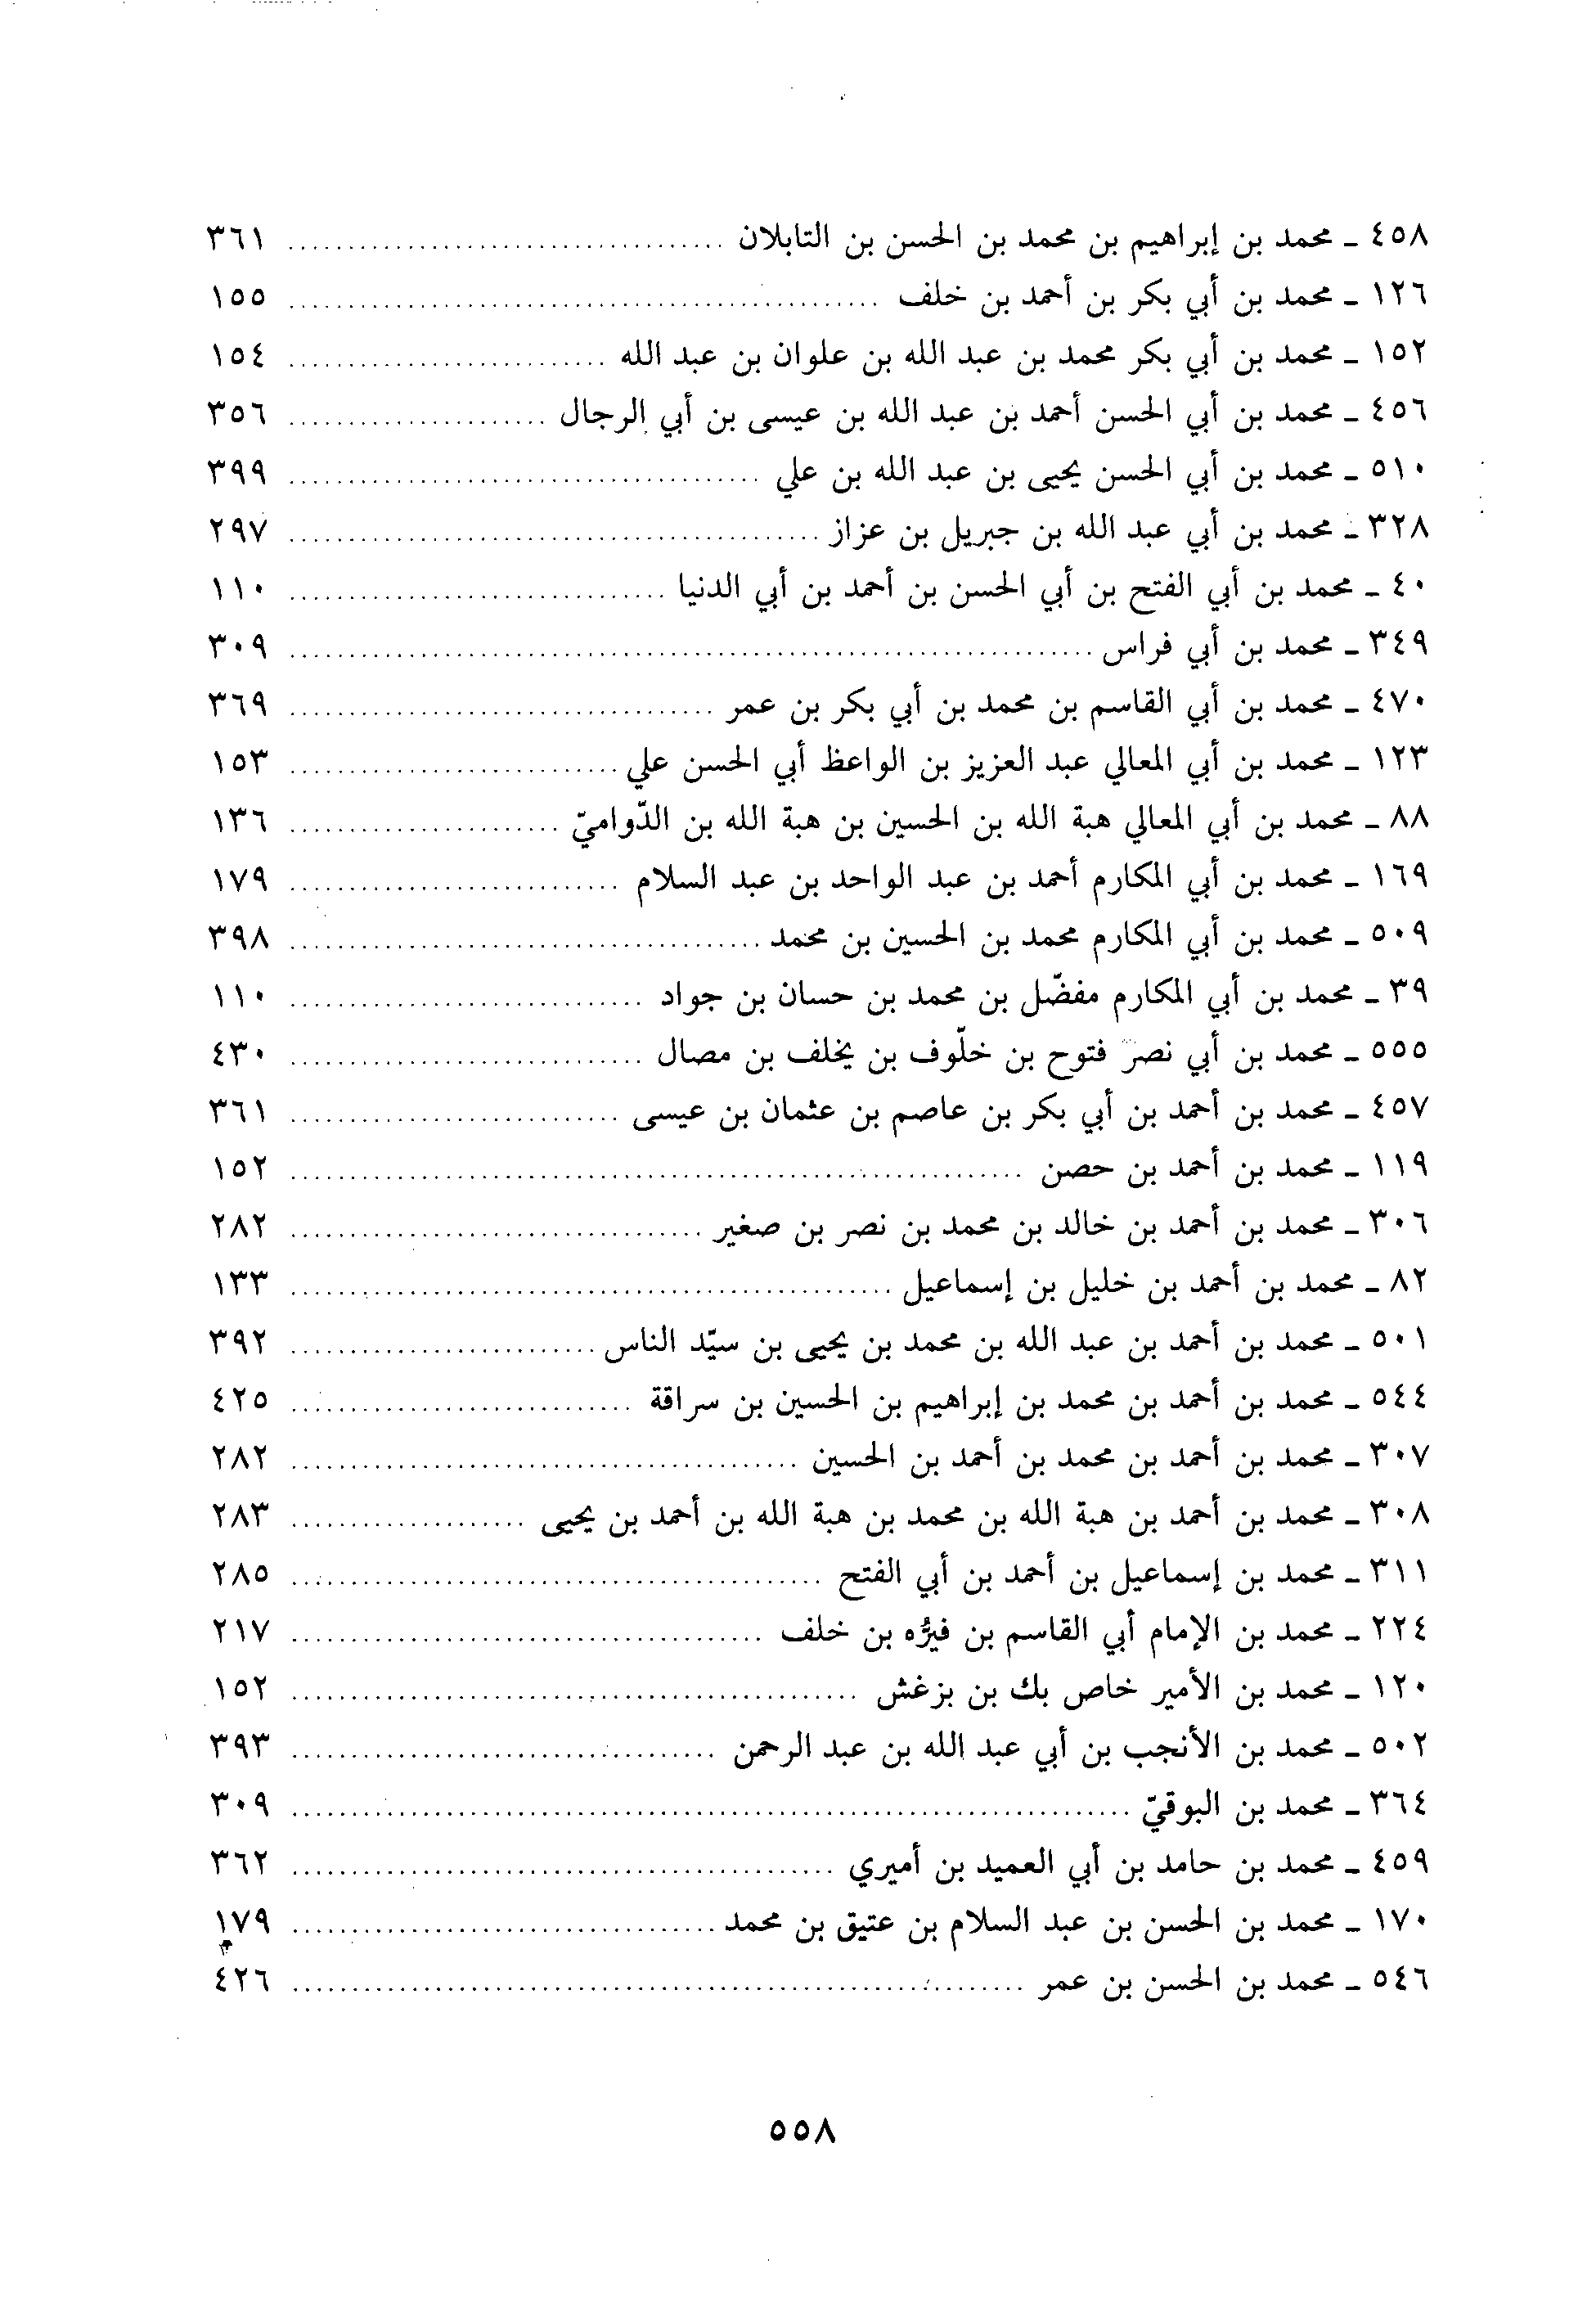 ٤٥٨ ـ محمد بن إبراهيم بن محمد بن الحسن بن التابلان .................................... ٣٦١
١٢٦ ـ محمد بن أبي بكر بن أحمد بن خلف .................................... ١٥٥
١٥٢ ـ محمد بن أبي بكر محمد بن عبد الله بن علوان بن عبد الله .................................... ١٥٤
٤٥٦ ـ محمد بن أبي الحسن أحمد بن عبد الله بن عيسى بن أبي الرجال .................................... ٣٥٦
٥١٠ ـ محمد بن أبي الحسن يحيى بن عبد الله بن علي .................................... ٣٩٩
٣٢٨ ـ محمد بن أبي عبد الله بن جبريل بن عزاز .................................... ٢٩٧
٤٠ ـ محمد بن أبي الفتح بن أبي الحسن بن أحمد بن أبي الدنيا .................................... ١١٠
٣٤٩ ـ محمد بن أبي فراس .................................... ٣٠٩
٤٧٠ ـ محمد بن أبي القاسم بن محمد بن أبي بكر بن عمر .................................... ٣٦٩
١٢٣ ـ محمد بن أبي المعالي عبد العزيز بن الواعظ أبي الحسن علي .................................... ١٥٣
٨٨ ـ محمد بن أبي المعالي هبة الله بن الحسين بن هبة الله بن الدّواميّ .................................... ١٣٦
١٦٩ ـ محمد بن أبي المكارم أحمد بن عبد الواحد بن عبد السلام .................................... ١٧٩
٥٠٩ ـ محمد بن أبي المكارم محمد بن الحسين بن محمد .................................... ٣٩٨
٣٩ ـ محمد بن أبي المكارم مفضّل بن محمد بن حسان بن جواد .................................... ١١٠
٥٥٥ ـ محمد بن أبي نصر فتوح بن خلّوف بن يخلف بن مصال .................................... ٤٣٠
٤٥٧ ـ محمد بن أحمد بن أبي بكر بن عاصم بن عثمان بن عيسى .................................... ٣٦١
١١٩ ـ محمد بن أحمد بن حصن .................................... ١٥٢
٣٠٦ ـ محمد بن أحمد بن خالد بن محمد بن نصر بن صغير .................................... ٢٨٢
٨٢ ـ محمد بن أحمد بن خليل بن إسماعيل .................................... ١٣٣
٥٠١ ـ محمد بن أحمد بن عبد الله بن محمد بن يحيى بن سيّد الناس .................................... ٣٩٢
٥٤٤ ـ محمد بن أحمد بن محمد بن إبراهيم بن الحسين بن سراقة .................................... ٤٢٥
٣٠٧ ـ محمد بن أحمد بن محمد بن أحمد بن الحسين .................................... ٢٨٢
٣٠٨ ـ محمد بن أحمد بن هبة الله بن محمد بن هبة الله بن أحمد بن يحيى .................................... ٢٨٣
٣١١ ـ محمد بن إسماعيل بن أحمد بن أبي الفتح .................................... ٢٨٥
٢٢٤ ـ محمد بن الإمام أبي القاسم بن فيرُّه بن خلف .................................... ٢١٧
١٢٠ ـ محمد بن الأمير خاص بك بن بزغش .................................... ١٥٢
٥٠٢ ـ محمد بن الأنجب بن أبي عبد الله بن عبد الرحمن .................................... ٣٩٣
٣٦٤ ـ محمد بن البوقيّ .................................... ٣٠٩
٤٥٩ ـ محمد بن حامد بن أبي العميد بن أميري .................................... ٣٦٢
١٧٠ ـ محمد بن الحسن بن عبد السلام بن عتيق بن محمد .................................... ١٧٩
٥٤٦ ـ محمد بن الحسن بن عمر .................................... ٤٢٦
٥٥٨